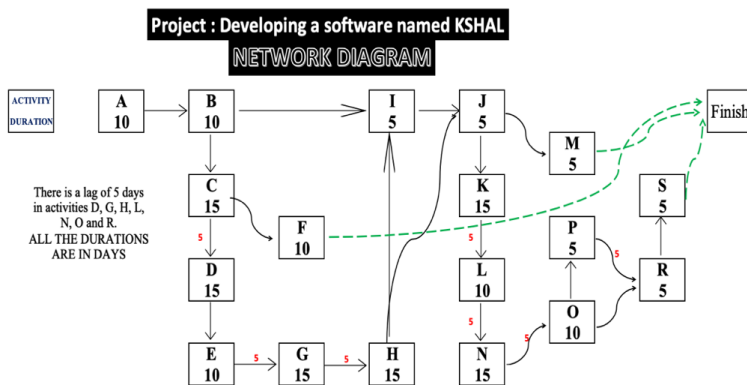 Project : Developing a software named KSHAL
NETWORK DIAGRAM
ACTIVITY
DURATION
A
10
B
10
I
5
J
5
Finish
M
5
There is a lag of 5 days
in activities D, G, H, L,
N, O and R.
ALL THE DURATIONS
ARE IN DAYS
C
15
F
10
K
15
S
5
5
5
P
5
5
D
15
L
10
R
5
5
O
10
E
10
5
G
15
5
H
15
N
15
5